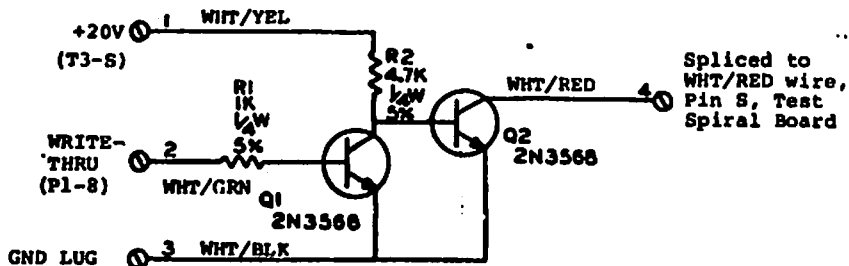 +20V
(T3-S)
1 WHT/YEL
R2
4.7K
¼W
5%
R1
1K
¼W
5%
WRITE-
THRU
(P1-8)
2
WHT/GRN
Q1
2N3568
Q2
2N3568
WHT/RED
4
Spliced to
WHT/RED wire,
Pin S, Test
Spiral Board
GND LUG
3 WHT/BLK